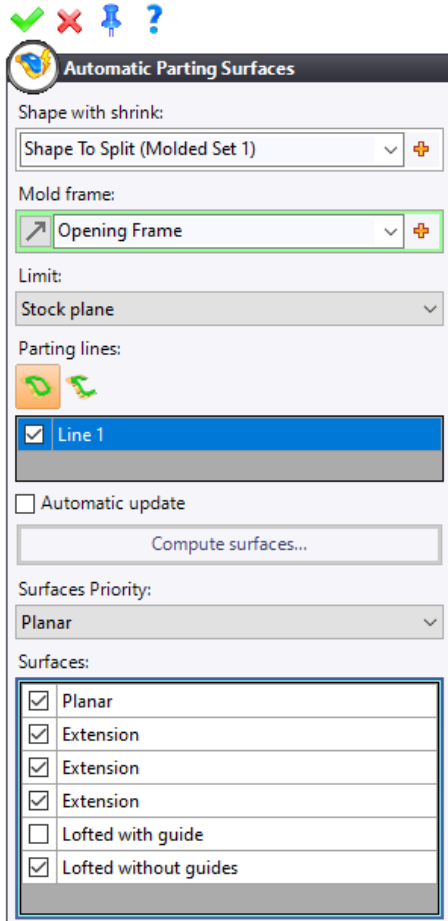 ?
Automatic Parting Surfaces
Shape with shrink:
Shape To Split (Molded Set 1)
Mold frame:
Opening Frame
Limit:
Stock plane
Parting lines:
Line 1
Automatic update
Compute surfaces...
Surfaces Priority:
Planar
Surfaces:
Planar
Extension
Extension
Extension
Lofted with guide
Lofted without guides